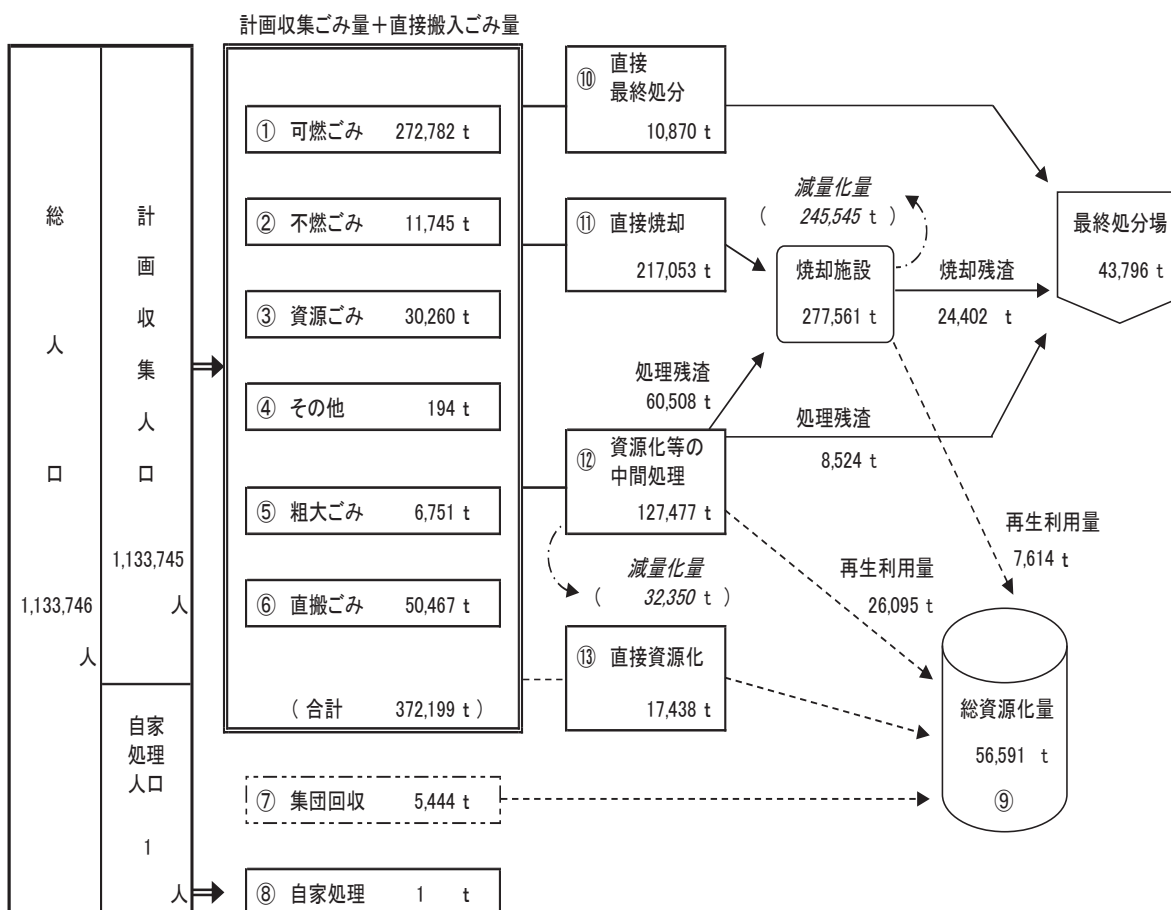 計画収集ごみ量＋直接搬入ごみ量
総人口
1,133,746
人
計画収集人口
1,133,745
人
自家
処理
人口
1
人
① 可燃ごみ 272,782 t
② 不燃ごみ 11,745 t
③ 資源ごみ 30,260 t
④ その他 194 t
⑤ 粗大ごみ 6,751 t
⑥ 直搬ごみ 50,467 t
（ 合計 372,199 t ）
⑦ 集団回収 5,444 t
⑧ 自家処理 1 t
⑩ 直接
最終処分
10,870 t
⑪ 直接焼却
217,053 t
減量化量
（ 245,545 t ）
焼却施設
277,561 t
焼却残渣
24,402 t
最終処分場
43,796 t
処理残渣
60,508 t
処理残渣
8,524 t
⑫ 資源化等の
中間処理
127,477 t
減量化量
（ 32,350 t ）
再生利用量
7,614 t
再生利用量
26,095 t
⑬ 直接資源化
17,438 t
総資源化量
56,591 t
⑨